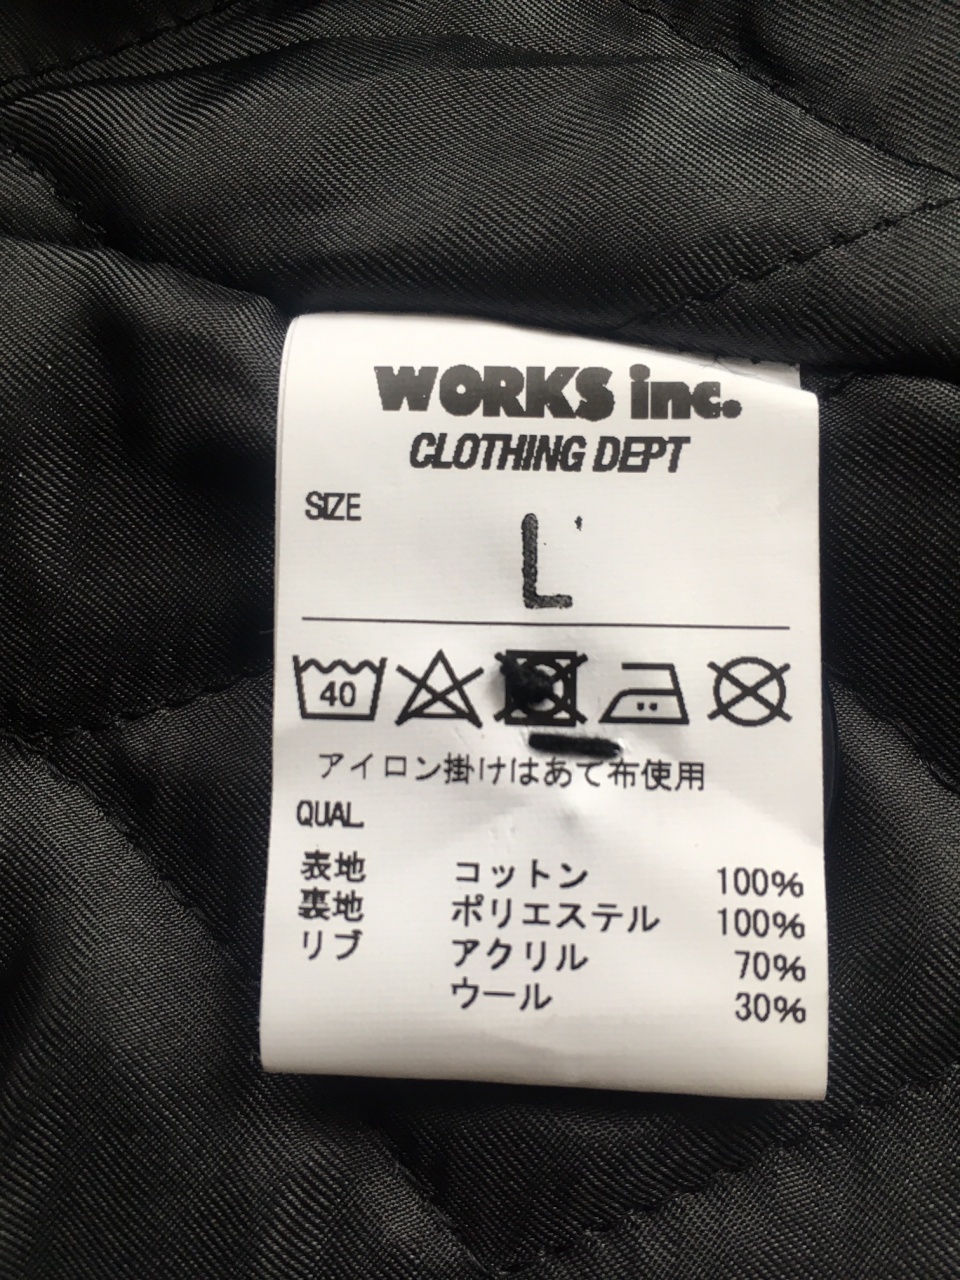 WORKS inc.
CLOTHING DEPT
SIZE
L
40
アイロン掛けはあて布使用
QUAL
表地 コットン 100%
裏地 ポリエステル 100%
リブ アクリル 70%
ウール 30%